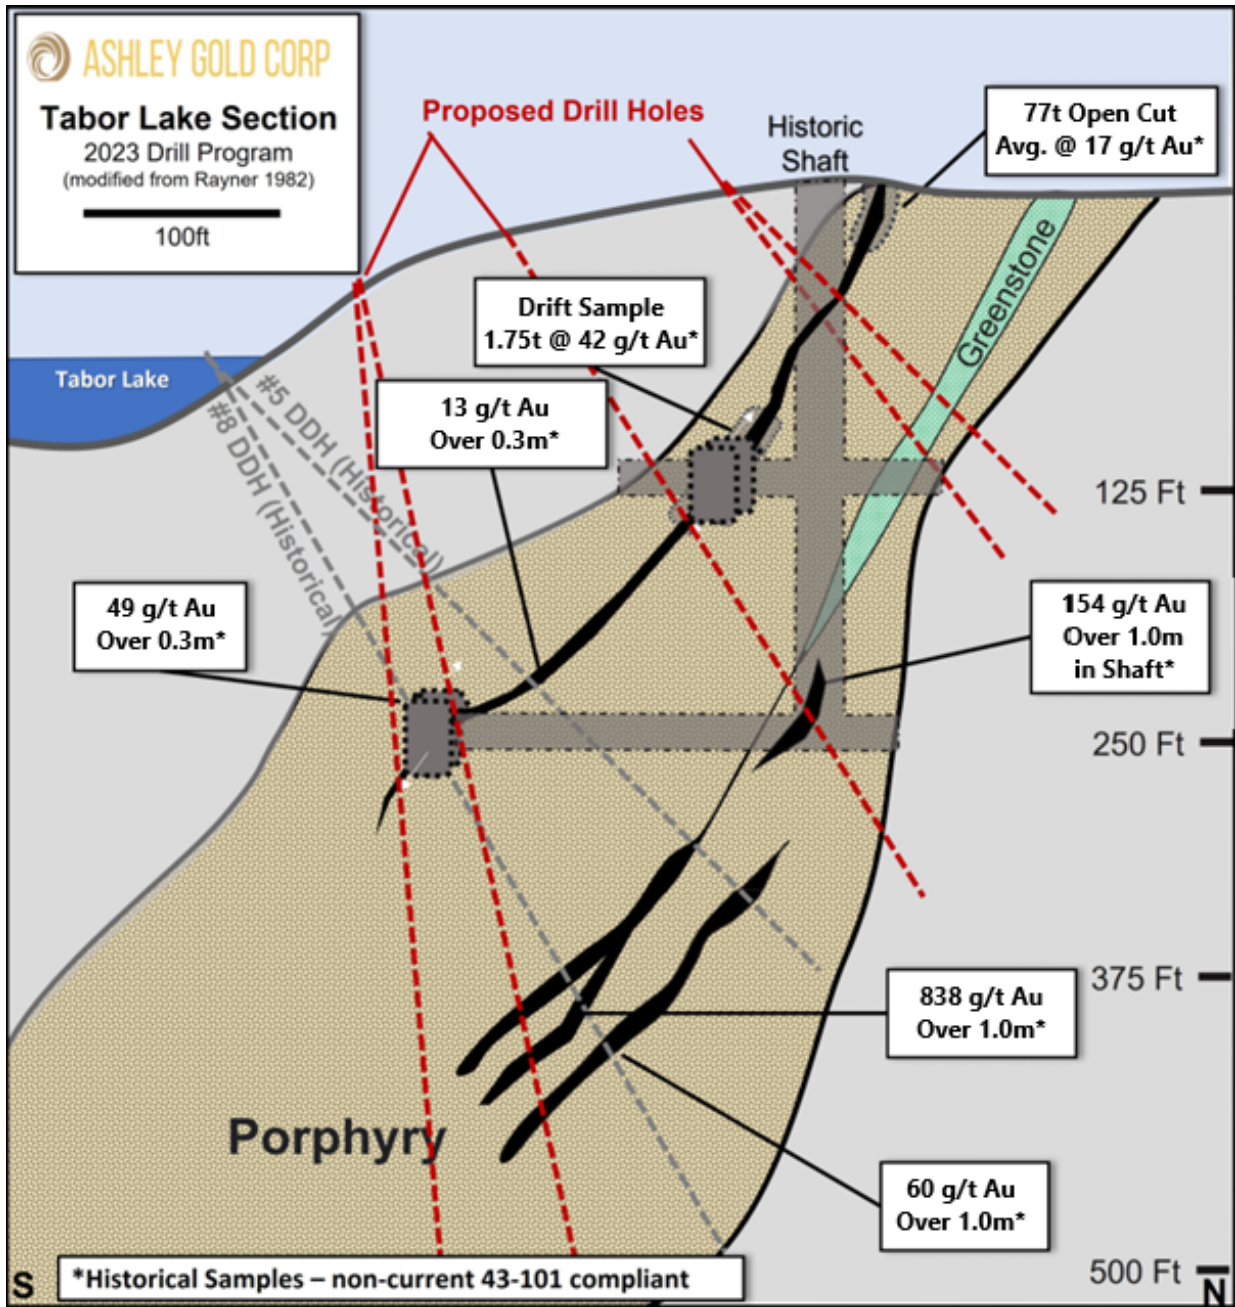 ASHLEY GOLD CORP
Tabor Lake Section
2023 Drill Program
(modified from Rayner 1982)
100ft
Proposed Drill Holes
Historic
Shaft
77t Open Cut
Avg. @ 17 g/t Au*
Greenstone
Drift Sample
1.75t @ 42 g/t Au*
Tabor Lake
#5 DDH (Historical)
#8 DDH (Historical)
13 g/t Au
Over 0.3m*
125 Ft
49 g/t Au
Over 0.3m*
154 g/t Au
Over 1.0m
in Shaft*
250 Ft
375 Ft
838 g/t Au
Over 1.0m*
Porphyry
60 g/t Au
Over 1.0m*
500 Ft
S
*Historical Samples – non-current 43-101 compliant
N